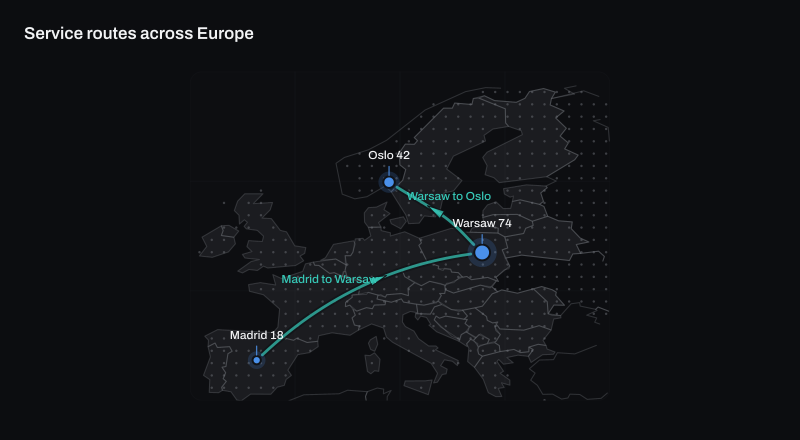 Service routes across Europe
Oslo 42
Warsaw to Oslo
Warsaw 74
Madrid to Warsaw
Madrid 18